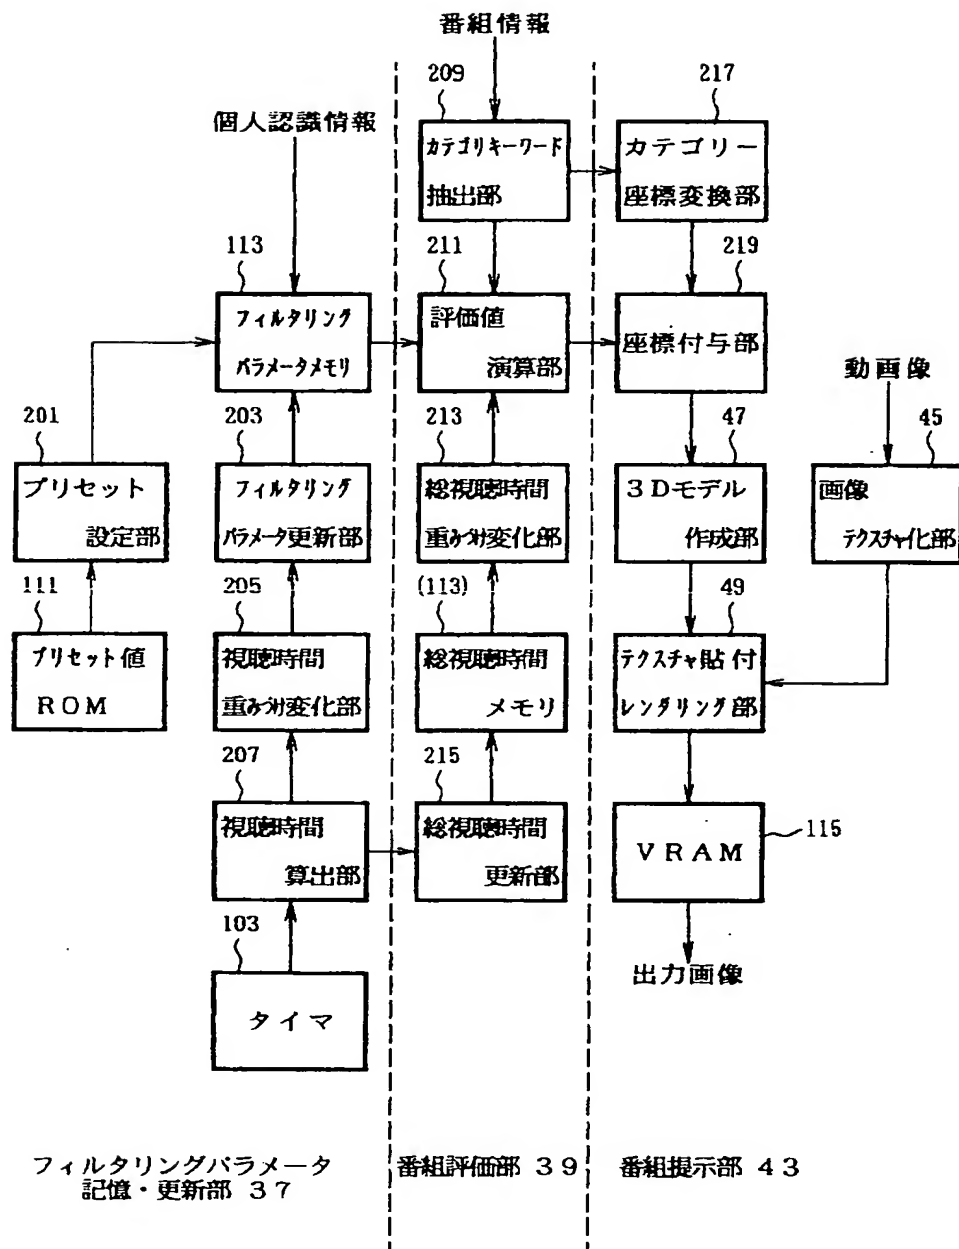 番組情報
209
217
個人認識情報
カテゴリキーワード
抽出部
カテゴリー
座標変換部
113
211
219
フィルタリング
パラメータメモリ
評価値
演算部
座標付与部
動画像
201
203
213
47
45
プリセット
設定部
フィルタリング
パラメータ更新部
総視聴時間
重みづけ変化部
3Dモデル
作成部
画像
テクスチャ化部
111
205
(113)
49
プリセット値
ROM
視聴時間
重みづけ変化部
総視聴時間
メモリ
テクスチャ貼付
レンダリング部
207
215
視聴時間
算出部
総視聴時間
更新部
VRAM
115
103
出力画像
タイマ
フィルタリングパラメータ
記憶・更新部 37
番組評価部 39
番組提示部 43